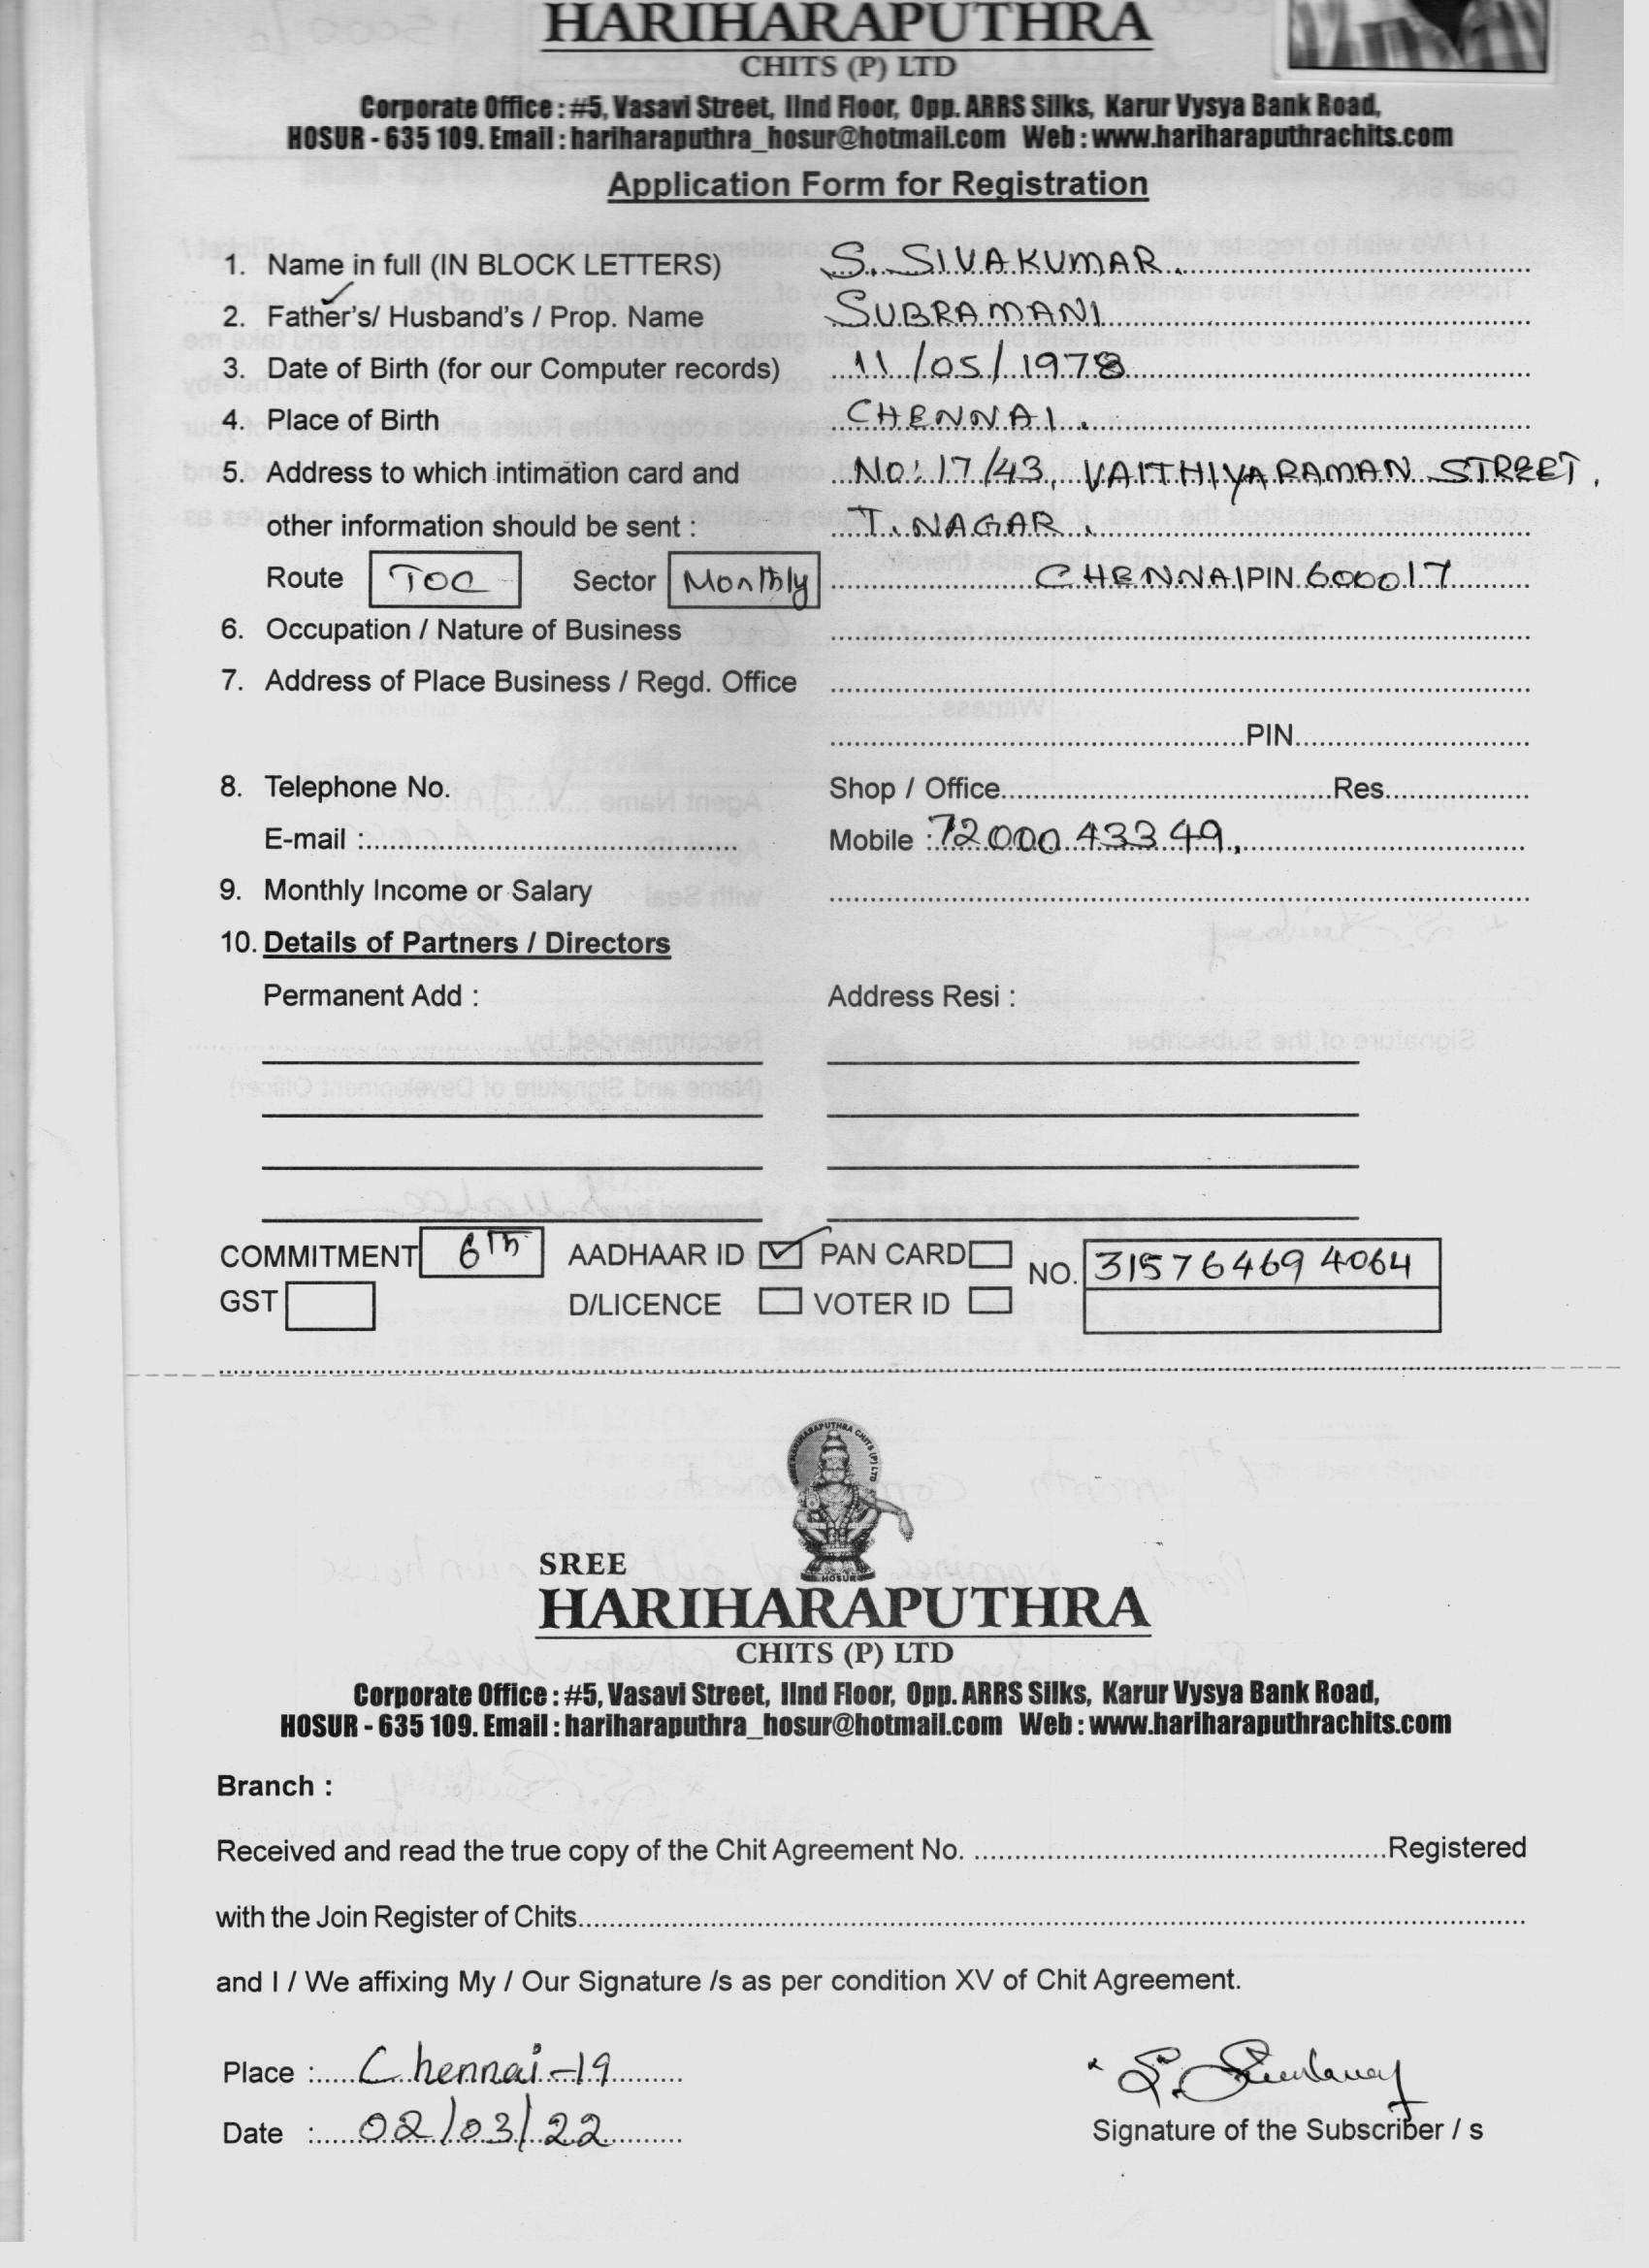 HARIHARAPUTHRA
CHITS (P) LTD
Corporate Office : #5, Vasavi Street, IInd Floor, Opp. ARRS Silks, Karur Vysya Bank Road,
HOSUR - 635 109. Email : hariharaputhra_hosur@hotmail.com Web : www.hariharaputhrachits.com
Application Form for Registration
1. Name in full (IN BLOCK LETTERS) S. SIVAKUMAR.
2. Father's/ Husband's / Prop. Name SUBRAMANI
3. Date of Birth (for our Computer records) 11/05/1978
4. Place of Birth CHENNAI.
5. Address to which intimation card and NO: 17/43, VAITHIYARAMAN STREET,
other information should be sent : T. NAGAR.
Route TOC Sector Monthly CHENNAI PIN 600017
6. Occupation / Nature of Business
7. Address of Place Business / Regd. Office
PIN
8. Telephone No. Shop / Office Res.
E-mail : Mobile : 72000 43349,
9. Monthly Income or Salary
10. Details of Partners / Directors
Permanent Add : Address Resi :
COMMITMENT 6th AADHAAR ID ✓ PAN CARD NO. 315764694064
GST D/LICENCE VOTER ID
SREE HARIHARAPUTHRA CHITS (P) LTD
HOSUR
SREE
HARIHARAPUTHRA
CHITS (P) LTD
Corporate Office : #5, Vasavi Street, IInd Floor, Opp. ARRS Silks, Karur Vysya Bank Road,
HOSUR - 635 109. Email : hariharaputhra_hosur@hotmail.com Web : www.hariharaputhrachits.com
Branch :
Received and read the true copy of the Chit Agreement No. Registered
with the Join Register of Chits
and I / We affixing My / Our Signature /s as per condition XV of Chit Agreement.
Place : Chennai-19
Date : 02/03/22
Signature of the Subscriber / s